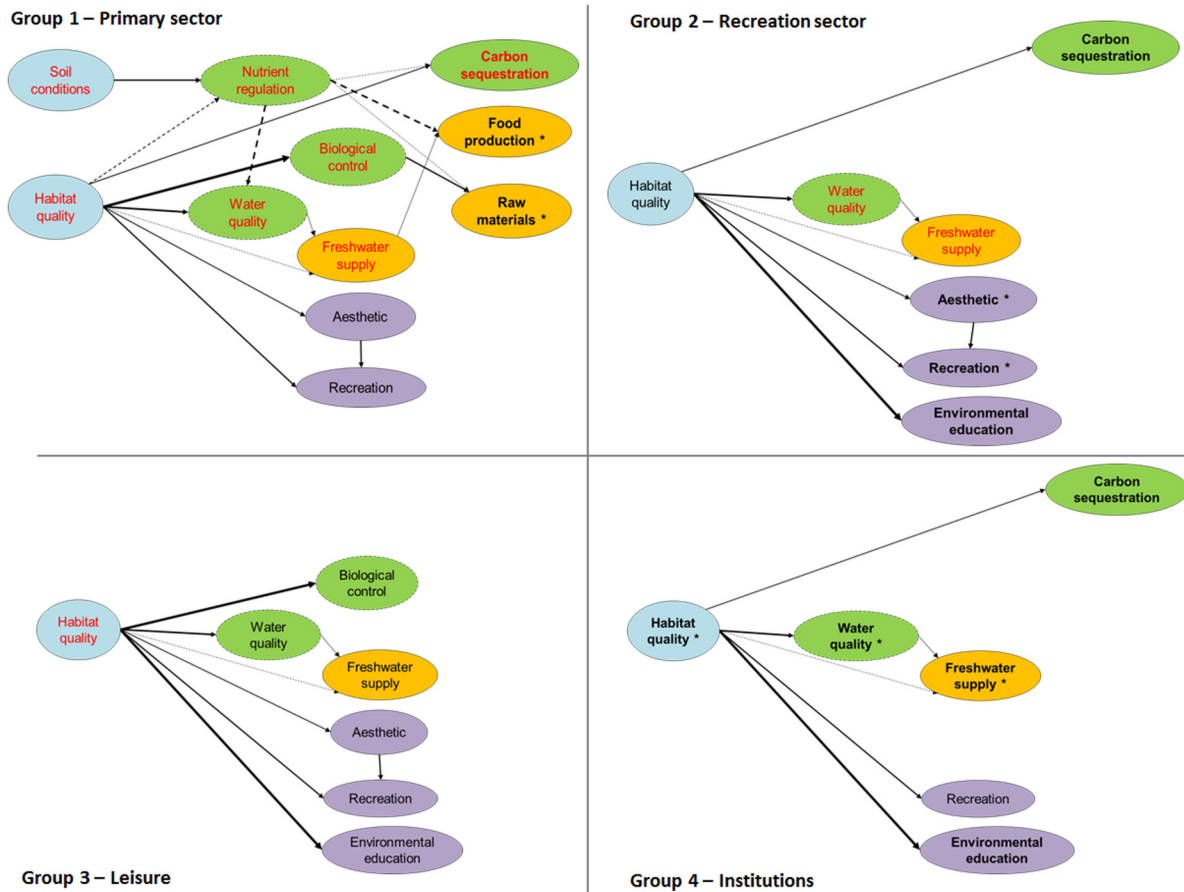 Group 1 – Primary sector
Soil
conditions
Nutrient
regulation
Carbon
sequestration
Food
production *
Biological
control
Habitat
quality
Water
quality
Raw
materials *
Freshwater
supply
Aesthetic
Recreation
Group 2 – Recreation sector
Carbon
sequestration
Habitat
quality
Water
quality
Freshwater
supply
Aesthetic *
Recreation *
Environmental
education
Biological
control
Habitat
quality
Water
quality
Freshwater
supply
Aesthetic
Recreation
Environmental
education
Group 3 – Leisure
Carbon
sequestration
Habitat
quality *
Water
quality *
Freshwater
supply *
Recreation
Environmental
education
Group 4 – Institutions